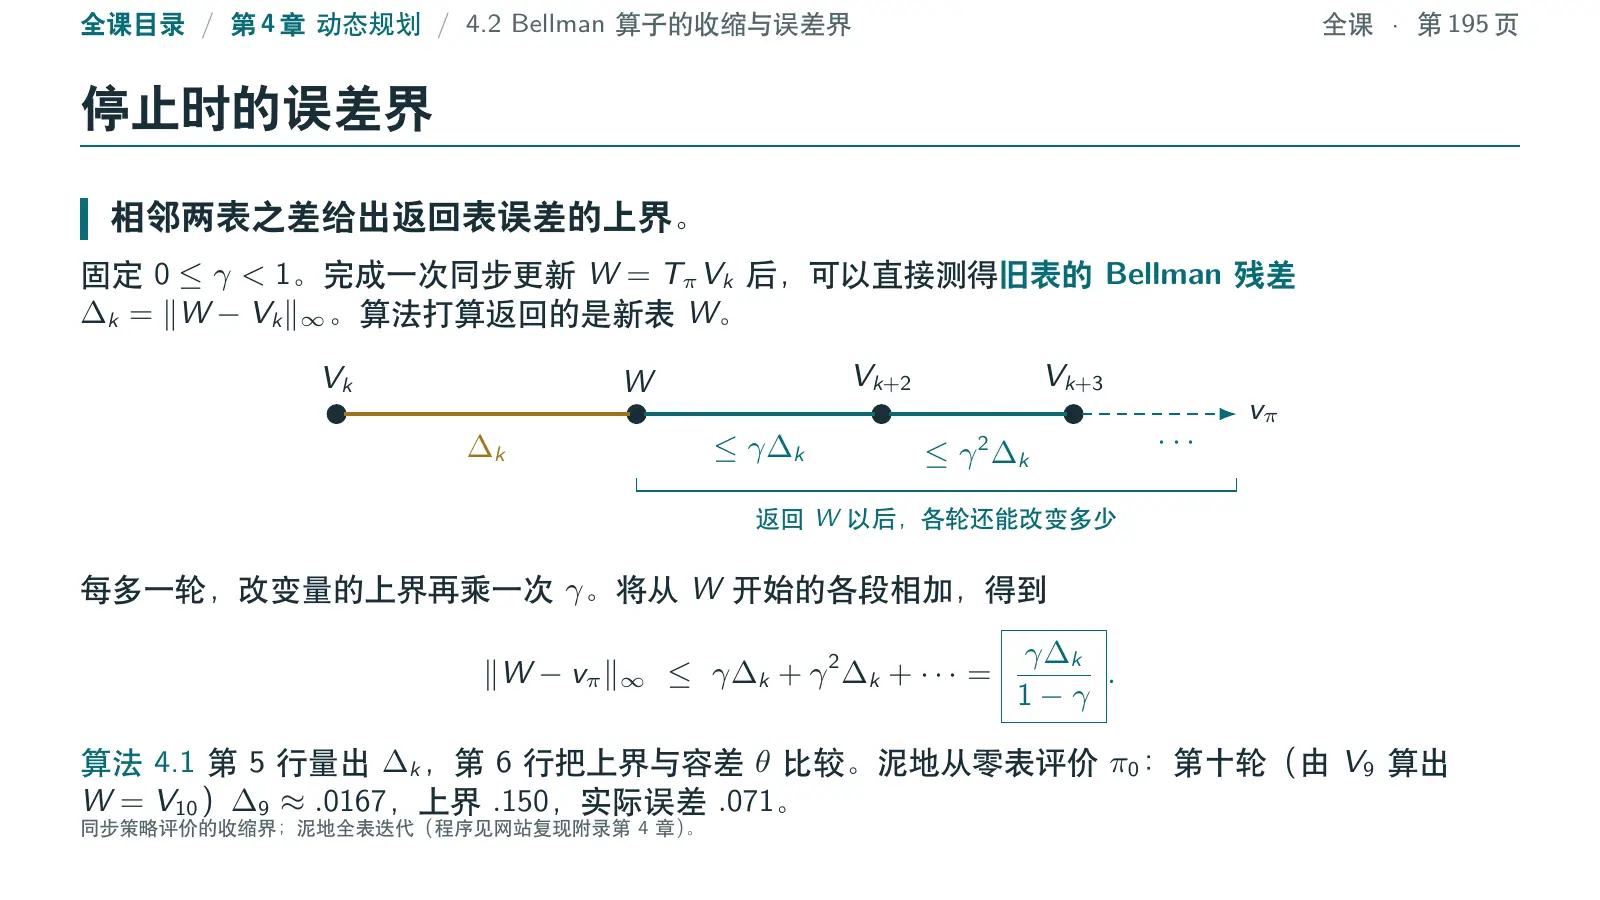 全课目录 / 第 4 章 动态规划 / 4.2 Bellman 算子的收缩与误差界
全课 · 第 195 页
停止时的误差界
相邻两表之差给出返回表误差的上界。
固定 0 ≤ γ < 1。完成一次同步更新 W = T_π V_k 后，可以直接测得旧表的 Bellman 残差
Δ_k = ‖W − V_k‖_∞。算法打算返回的是新表 W。
V_k W V_{k+2} V_{k+3} v_π
Δ_k ≤ γΔ_k ≤ γ²Δ_k ···
返回 W 以后，各轮还能改变多少
每多一轮，改变量的上界再乘一次 γ。将从 W 开始的各段相加，得到
‖W − v_π‖_∞ ≤ γΔ_k + γ²Δ_k + ··· = γΔ_k / (1 − γ).
算法 4.1 第 5 行量出 Δ_k，第 6 行把上界与容差 θ 比较。泥地从零表评价 π_0：第十轮（由 V_9 算出
W = V_10）Δ_9 ≈ .0167，上界 .150，实际误差 .071。
同步策略评价的收缩界；泥地全表迭代（程序见网站复现附录第 4 章）。